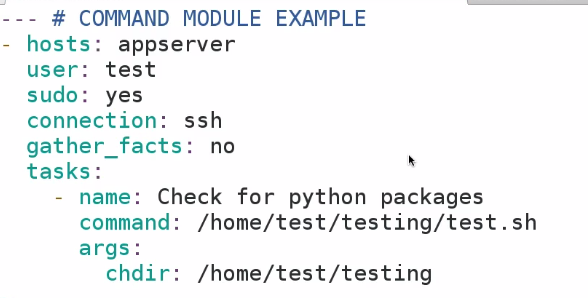 --- # COMMAND MODULE EXAMPLE
- hosts: appserver
  user: test
  sudo: yes
  connection: ssh
  gather_facts: no
  tasks:
    - name: Check for python packages
      command: /home/test/testing/test.sh
      args:
        chdir: /home/test/testing